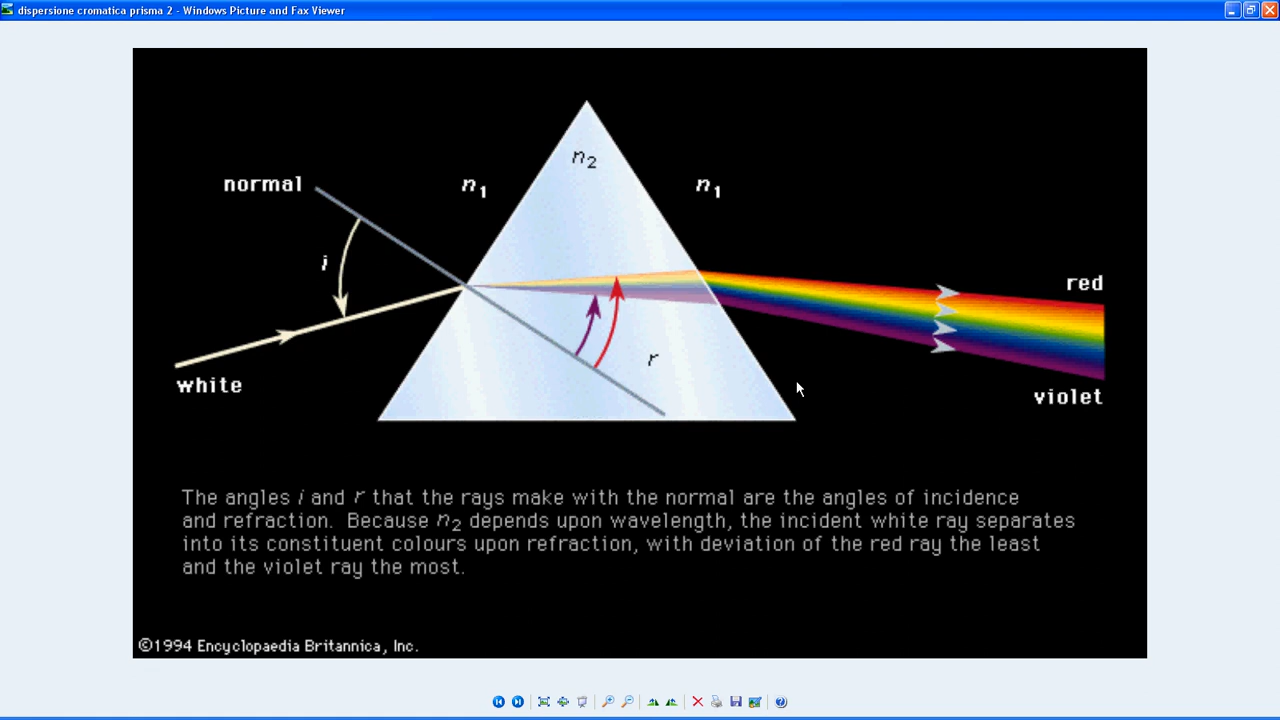 dispersione cromatica prisma 2 - Windows Picture and Fax Viewer
n2
normal
n1
n1
i
red
r
white
violet
The angles i and r that the rays make with the normal are the angles of incidence
and refraction. Because n2 depends upon wavelength, the incident white ray separates
into its constituent colours upon refraction, with deviation of the red ray the least
and the violet ray the most.
©1994 Encyclopaedia Britannica, Inc.